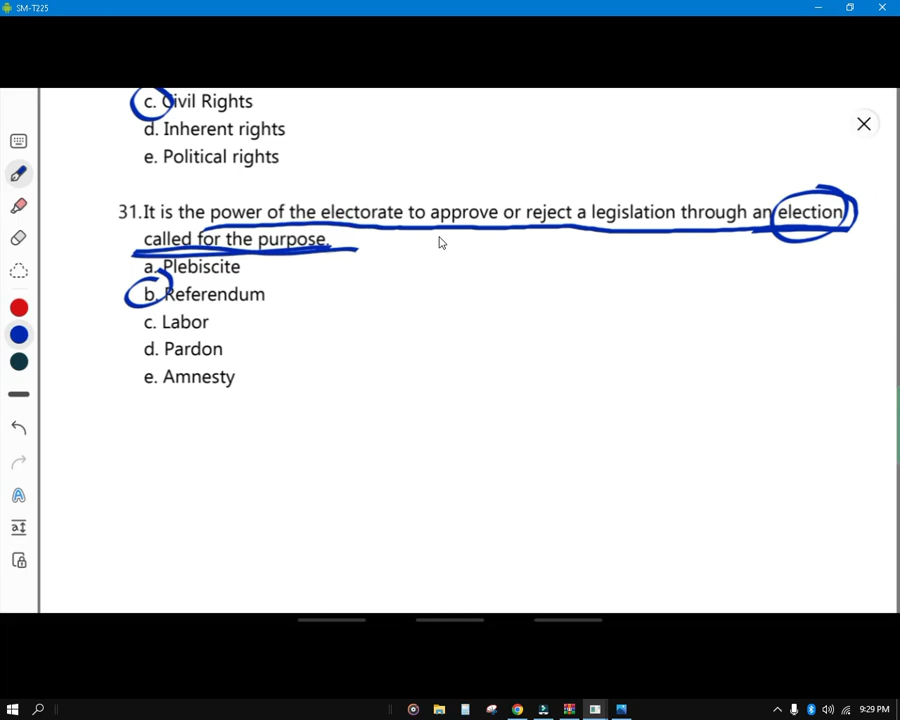 SM-T225
c. Civil Rights
d. Inherent rights
e. Political rights
31.It is the power of the electorate to approve or reject a legislation through an election
called for the purpose.
a. Plebiscite
b. Referendum
c. Labor
d. Pardon
e. Amnesty
9:29 PM